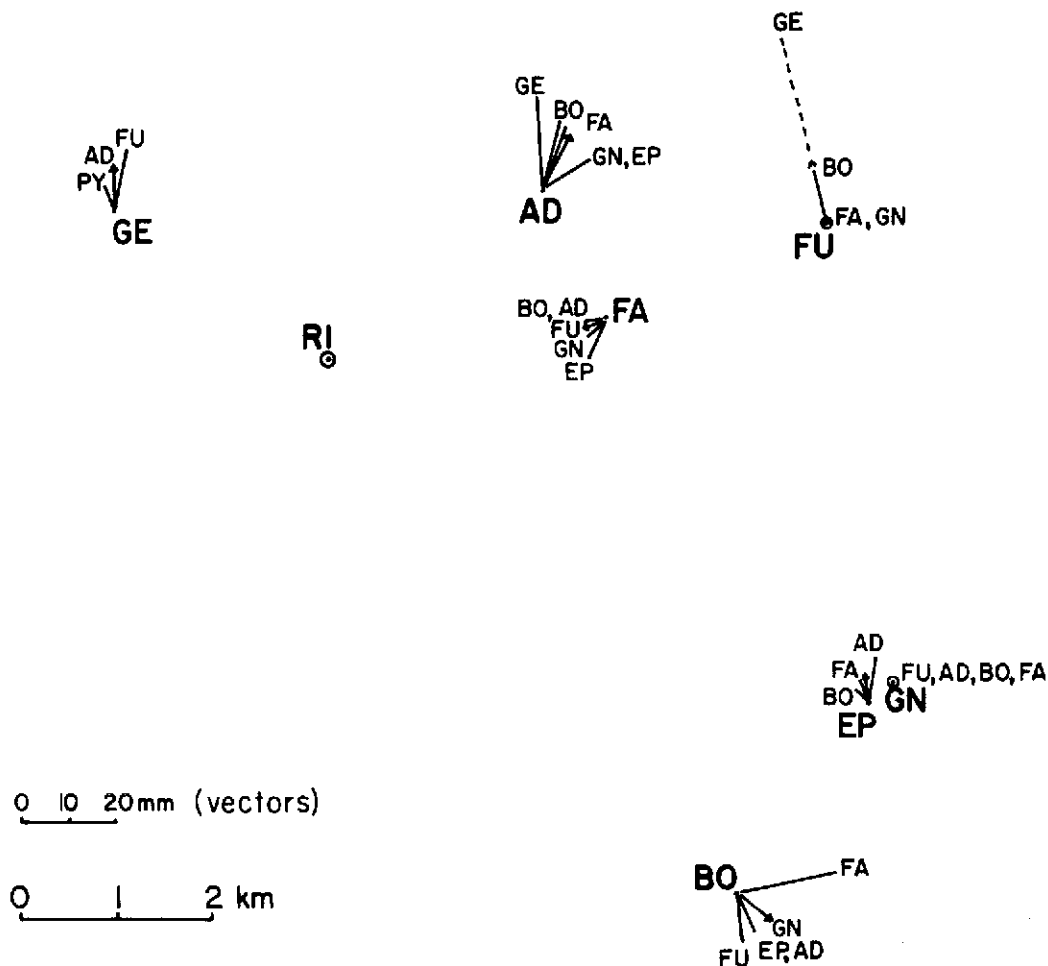 GE
GE
BO
FA
GN, EP
AD
BO
FA, GN
FU
FU
AD
PY
GE
RI
BO, AD
FU
GN
EP
FA
AD
FA
BO
EP
FU, AD, BO, FA
GN
0 10 20 mm (vectors)
0 1 2 km
BO
FA
GN
EP, AD
FU